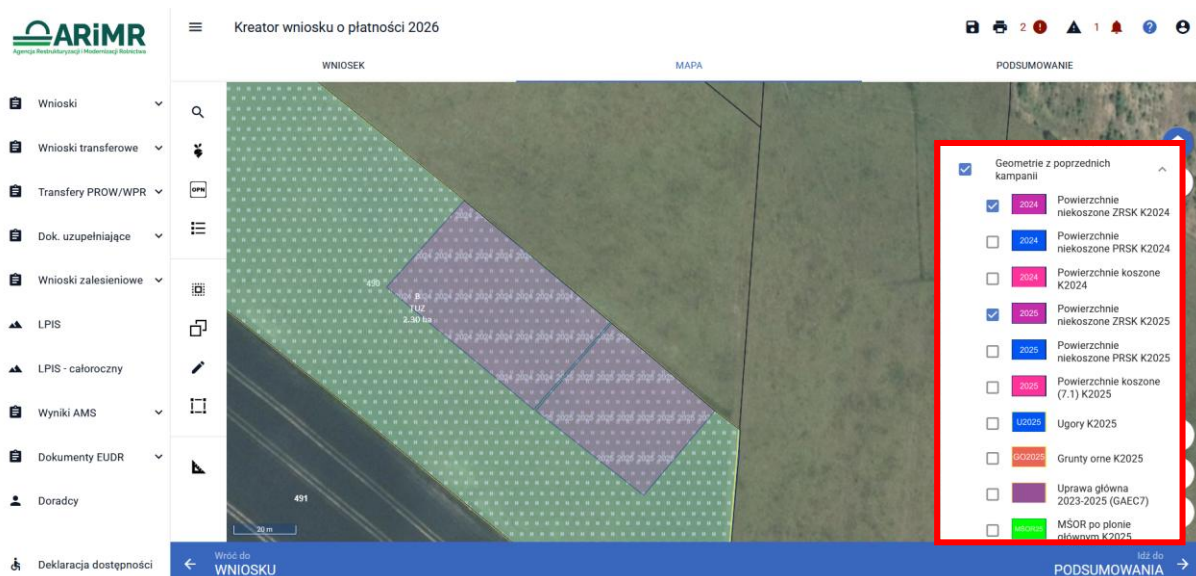 ARiMR
Agencja Restrukturyzacji i Modernizacji Rolnictwa
Kreator wniosku o płatności 2026
2
1
WNIOSEK
MAPA
PODSUMOWANIE
Wnioski
Wnioski transferowe
Transfery PROW/WPR
Dok. uzupełniające
Wnioski zalesieniowe
LPIS
LPIS - całoroczny
Wyniki AMS
Dokumenty EUDR
Doradcy
Deklaracja dostępności
OPN
490
TUZ
2.30 ha
491
20 m
Geometrie z poprzednich
kampanii
2024
Powierzchnie
niekoszone ZRSK K2024
2024
Powierzchnie
niekoszone PRSK K2024
2024
Powierzchnie koszone
K2024
2025
Powierzchnie
niekoszone ZRSK K2025
2025
Powierzchnie
niekoszone PRSK K2025
2025
Powierzchnie koszone
(7.1) K2025
U2025
Ugory K2025
GO2025
Grunty orne K2025
Uprawa główna
2023-2025 (GAEC7)
MŚOR po plonie
głównym K2025
Wróć do
WNIOSKU
Idź do
PODSUMOWANIA